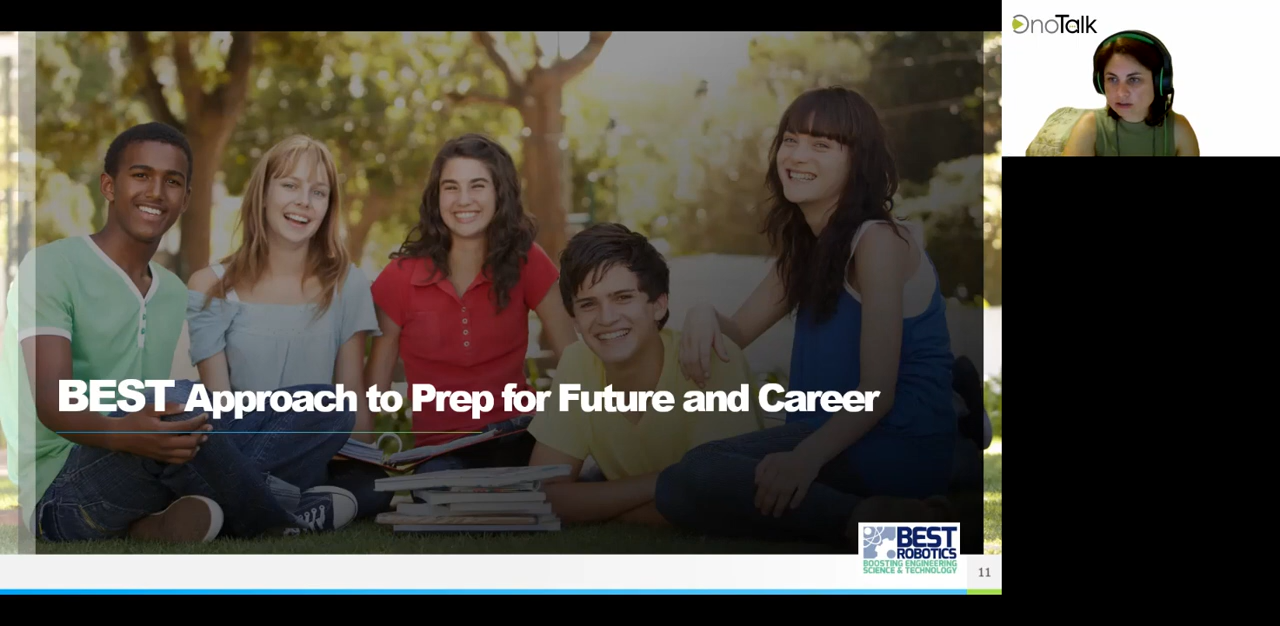 OnoTalk
BEST Approach to Prep for Future and Career
BEST
ROBOTICS
BOOSTING ENGINEERING
SCIENCE & TECHNOLOGY
11